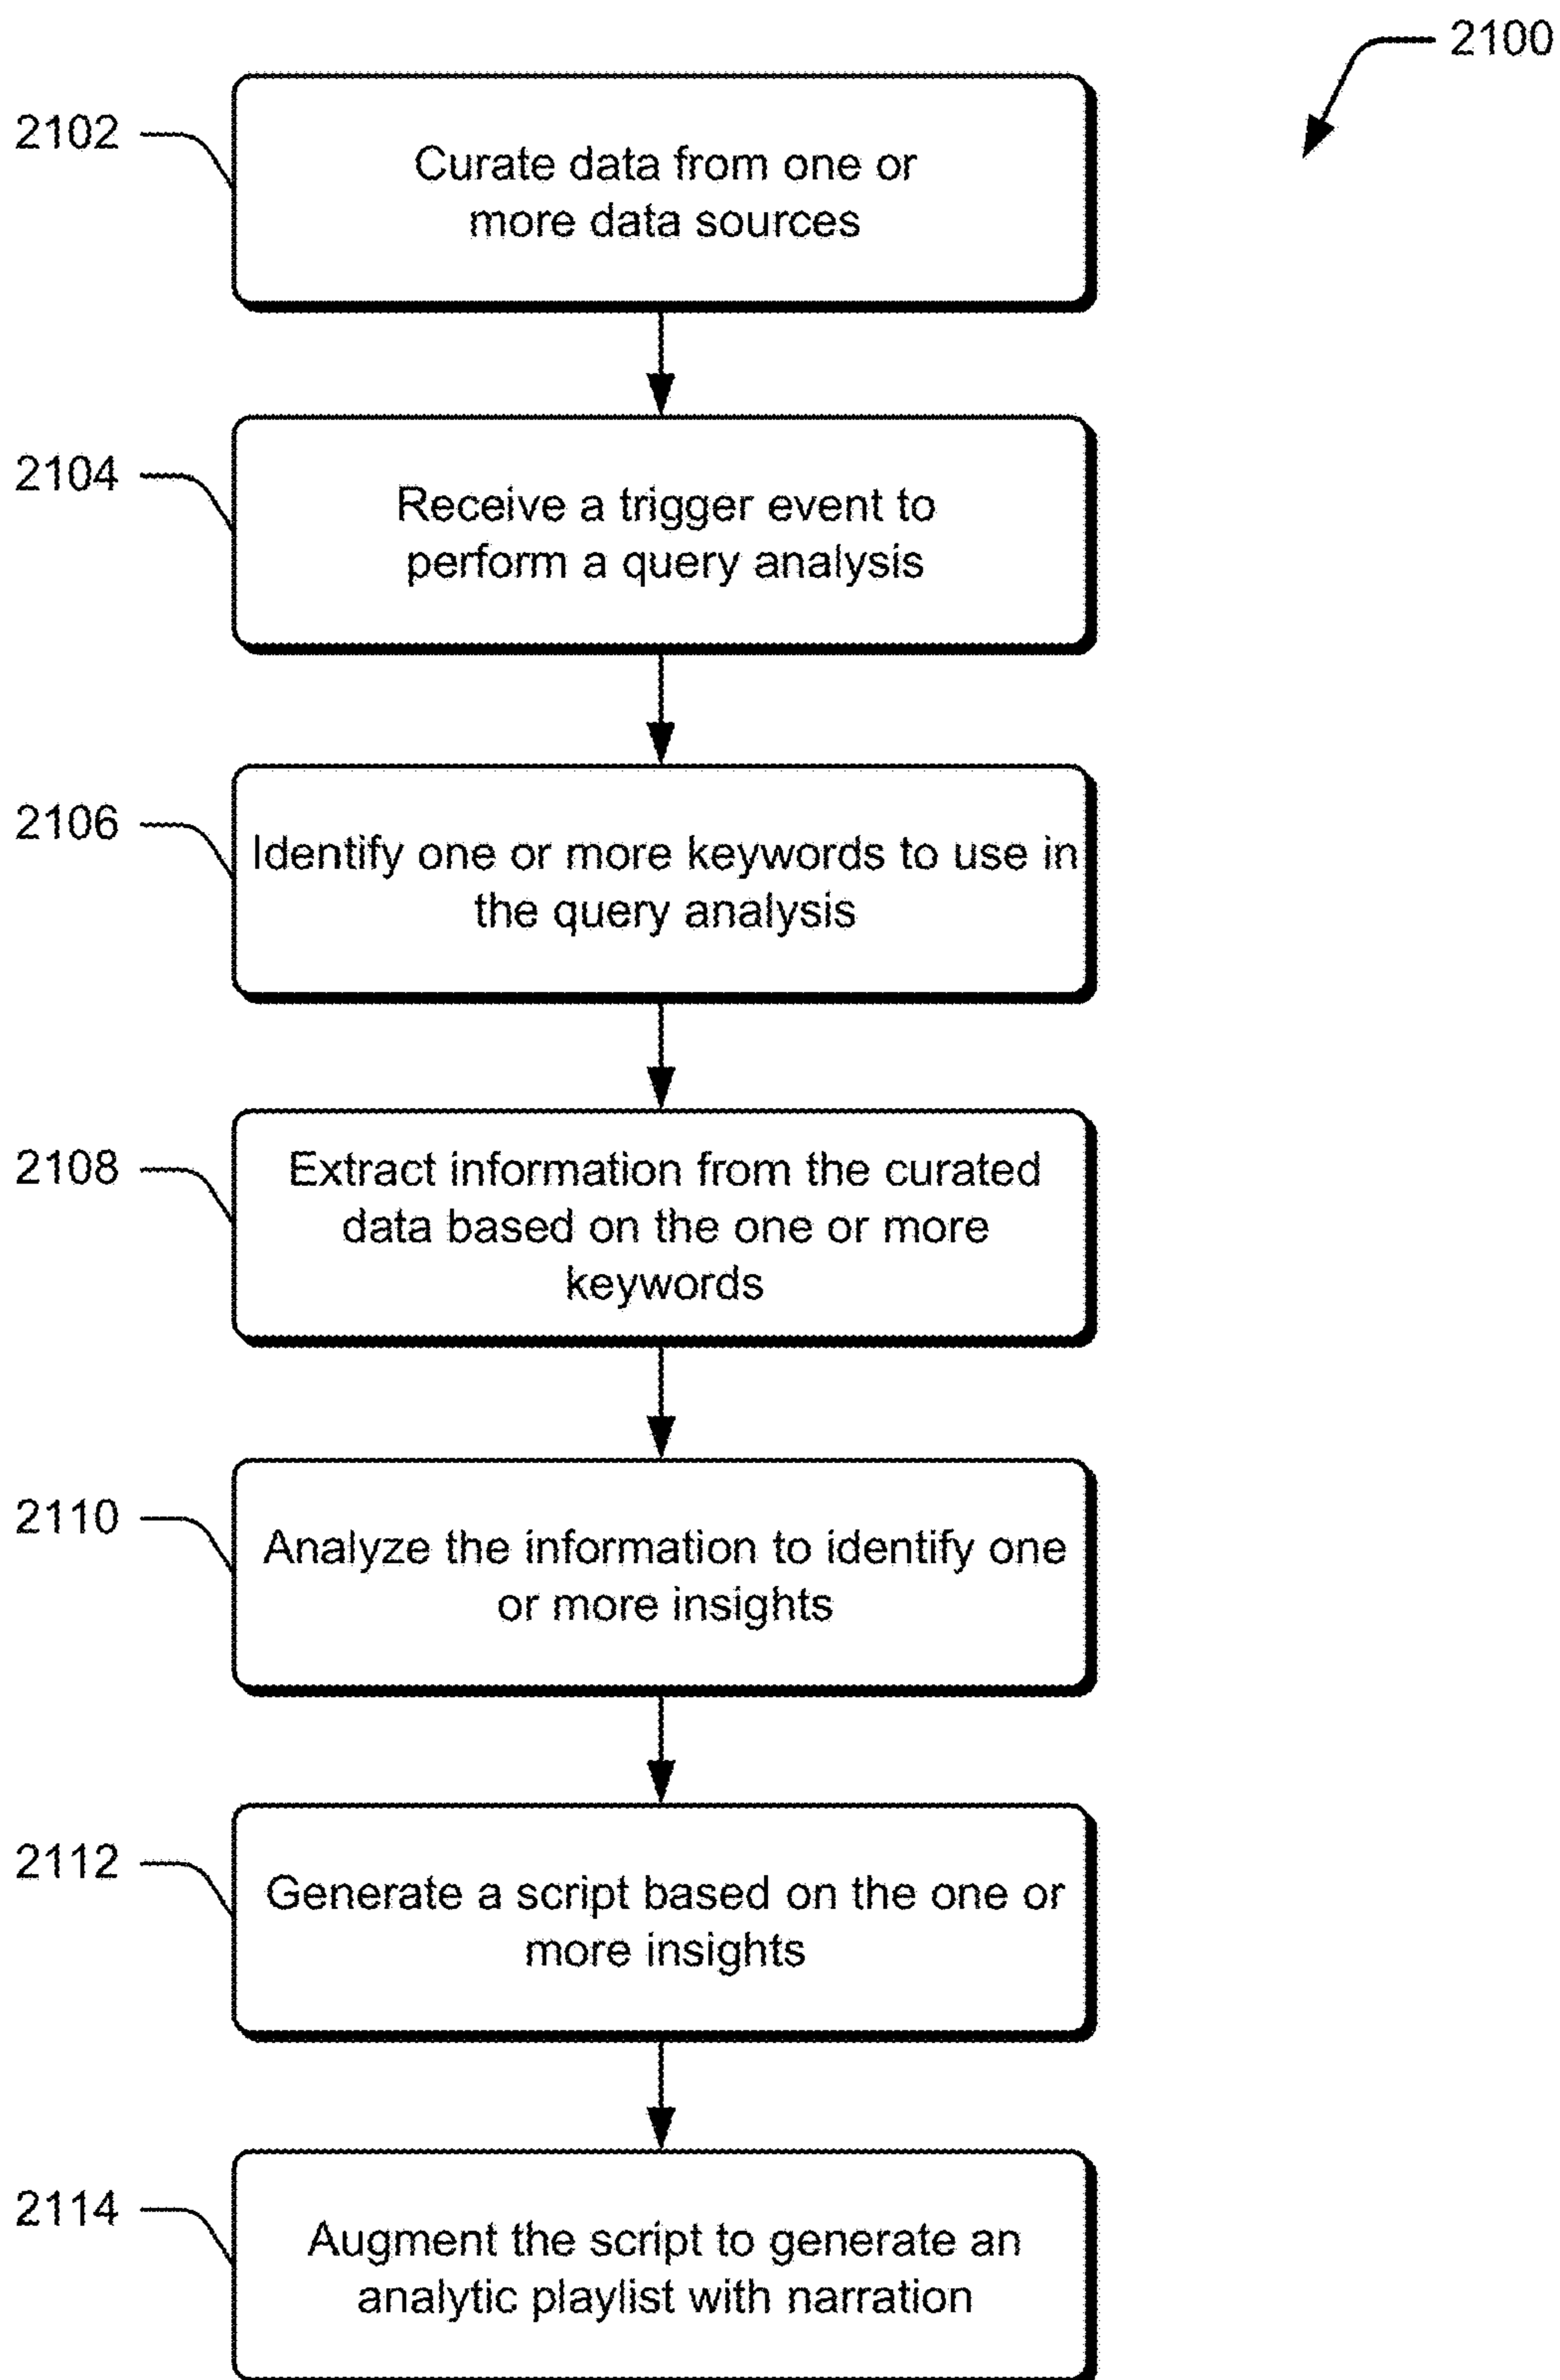 2100
2102
Curate data from one or
more data sources
2104
Receive a trigger event to
perform a query analysis
2106
Identify one or more keywords to use in
the query analysis
2108
Extract information from the curated
data based on the one or more
keywords
2110
Analyze the information to identify one
or more insights
2112
Generate a script based on the one or
more insights
2114
Augment the script to generate an
analytic playlist with narration